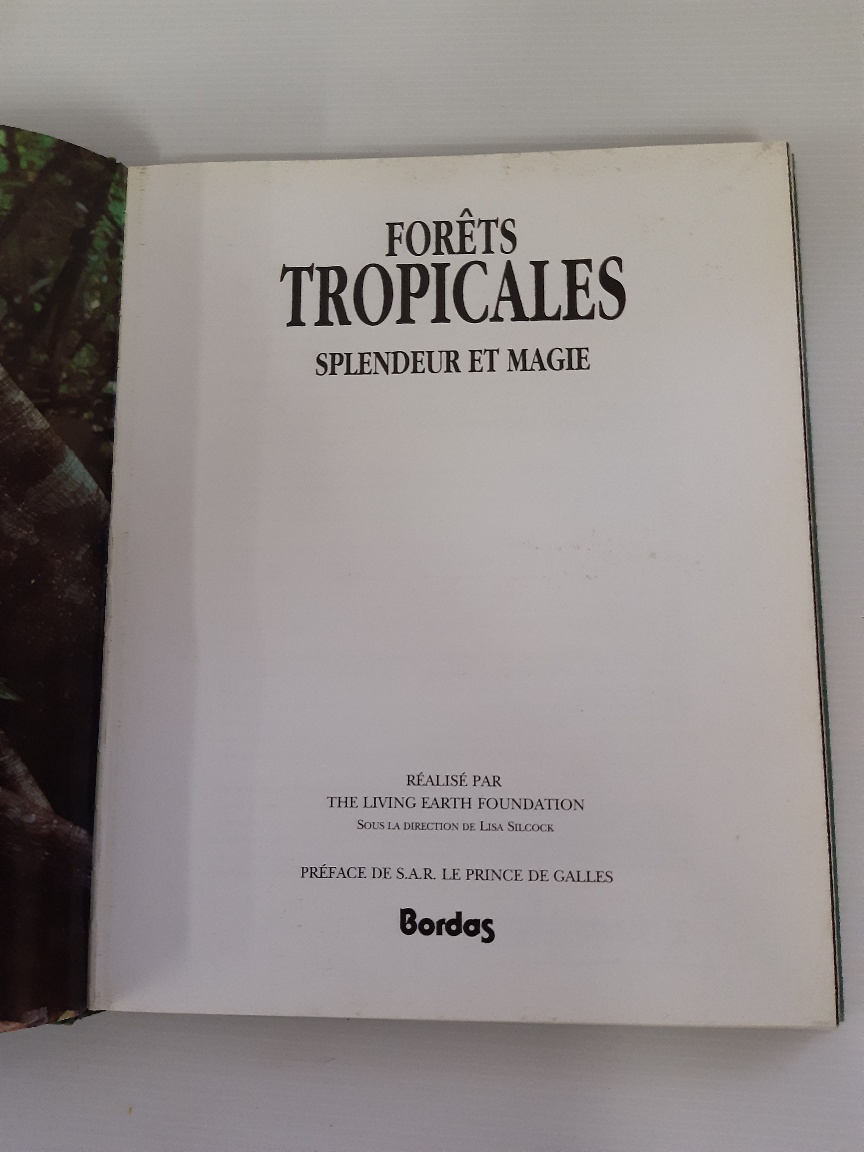 FORÊTS
TROPICALES
SPLENDEUR ET MAGIE
RÉALISÉ PAR
THE LIVING EARTH FOUNDATION
SOUS LA DIRECTION DE LISA SILCOCK
PRÉFACE DE S.A.R. LE PRINCE DE GALLES
Bordas